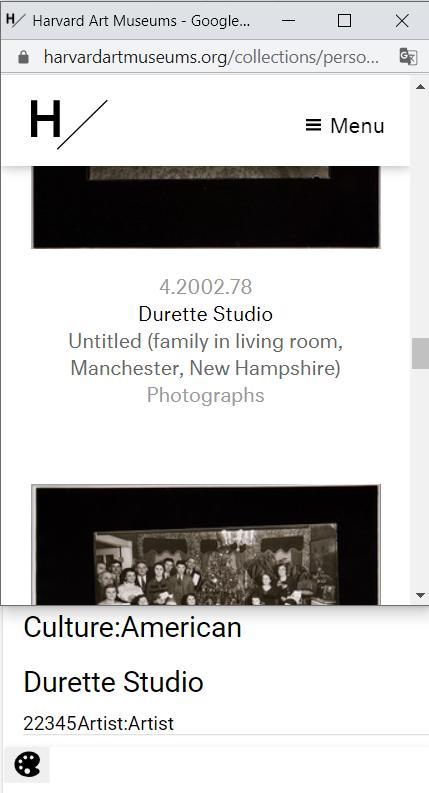 Harvard Art Museums - Google...
harvardartmuseums.org/collections/perso...
H
Menu
4.2002.78
Durette Studio
Untitled (family in living room,
Manchester, New Hampshire)
Photographs
Culture:American
Durette Studio
22345Artist:Artist